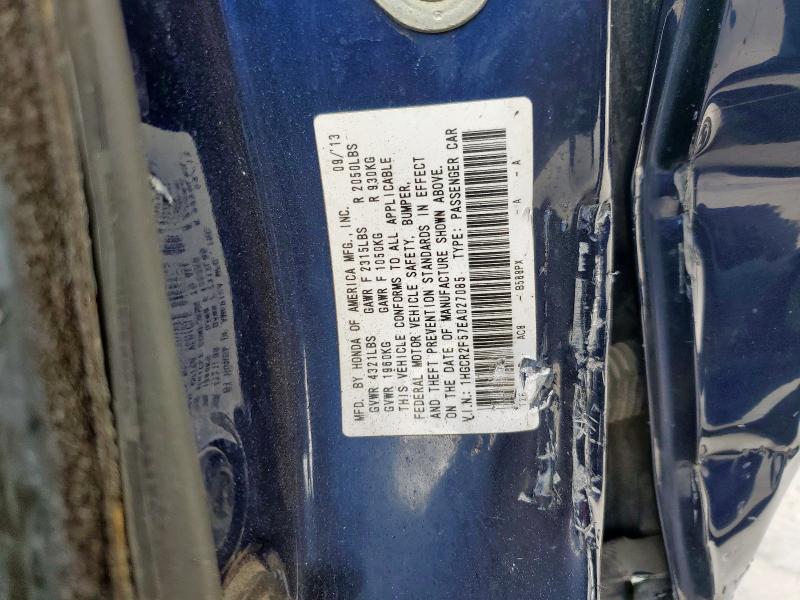 MFD. BY HONDA OF AMERICA MFG., INC. 09/'13
GVWR 4321LBS GAWR F 2315LBS R 2050LBS
GVWR 1960KG GAWR F 1050KG R 930KG
THIS VEHICLE CONFORMS TO ALL APPLICABLE
FEDERAL MOTOR VEHICLE SAFETY, BUMPER,
AND THEFT PREVENTION STANDARDS IN EFFECT
ON THE DATE OF MANUFACTURE SHOWN ABOVE.
V.I.N.: 1HGCR2F57EA027085 TYPE: PASSENGER CAR
AC8 - B588PX - A - A